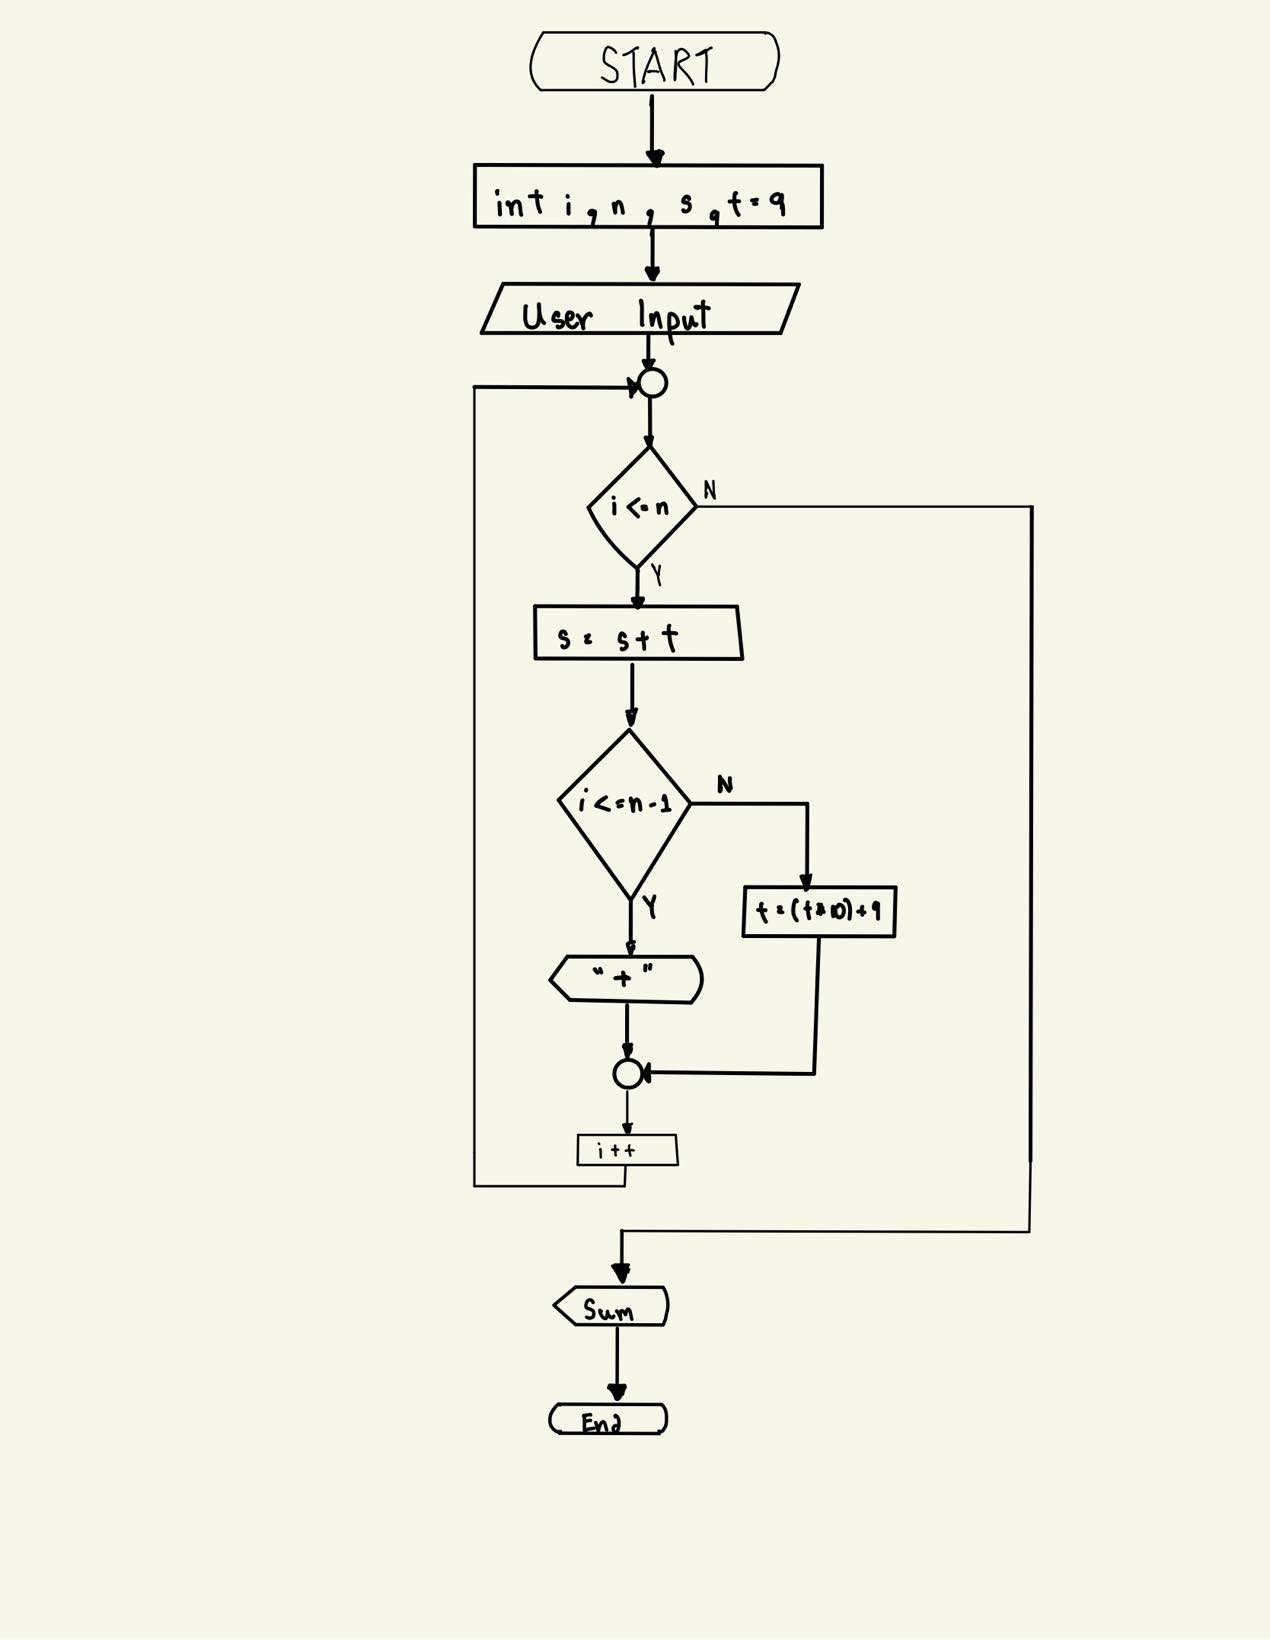 START
int i, n, s, t = 9
User Input
i <= n
N
Y
s = s + t
i <= n - 1
N
Y
t = (t * 10) + 9
"+"
i++
Sum
End